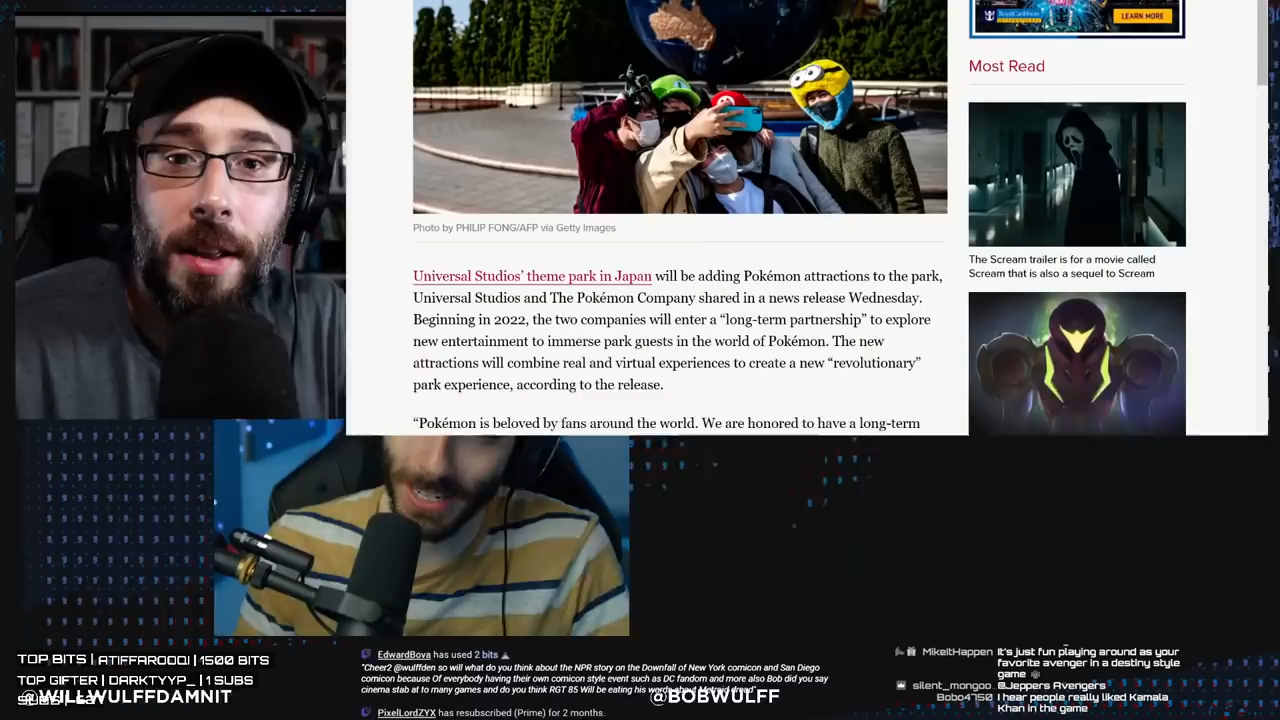 LEARN MORE
Most Read
Photo by PHILIP FONG/AFP via Getty Images
The Scream trailer is for a movie called
Scream that is also a sequel to Scream
Universal Studios’ theme park in Japan will be adding Pokémon attractions to the park,
Universal Studios and The Pokémon Company shared in a news release Wednesday.
Beginning in 2022, the two companies will enter a “long-term partnership” to explore
new entertainment to immerse park guests in the world of Pokémon. The new
attractions will combine real and virtual experiences to create a new “revolutionary”
park experience, according to the release.
“Pokémon is beloved by fans around the world. We are honored to have a long-term
TOP BITS | ATIFFAROOQI | 1500 BITS
TOP GIFTER | DARKTYYP_ | 1 SUBS
@WILLWULFFDAMNIT
EdwardBova has used 2 bits
"Cheer2 @wulffden so will what do you think about the NPR story on the Downfall of New York comicon and San Diego
comicon because Of everybody having their own comicon style event such as DC fandom and more also Bob did you say
cinema stab at to many games and do you think RGT 85 Will be eating his words about Metroid dread"
@BOBWULFF
PixelLordZYX has resubscribed (Prime) for 2 months.
MikeItHappen It's just fun playing around as your
favorite avenger in a destiny style
game
silent_mongoo @Jeppers Avengers
Bobo4750 I hear people really liked Kamala
Khan in the game